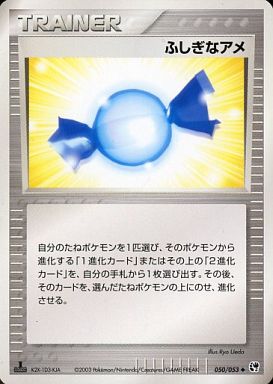 TRAINER
ふしぎなアメ
自分のたねポケモンを1匹選び、そのポケモンから
進化する「1進化カード」またはその上の「2進化
カード」を、自分の手札から1枚選び出す。その後、
そのカードを、選んだたねポケモンの上にのせ、進化
させる。
illus. Ryo Ueda
1
K2X-1D3-KJA
©2003 Pokémon/Nintendo/Creatures/GAME FREAK
050/053 ◆